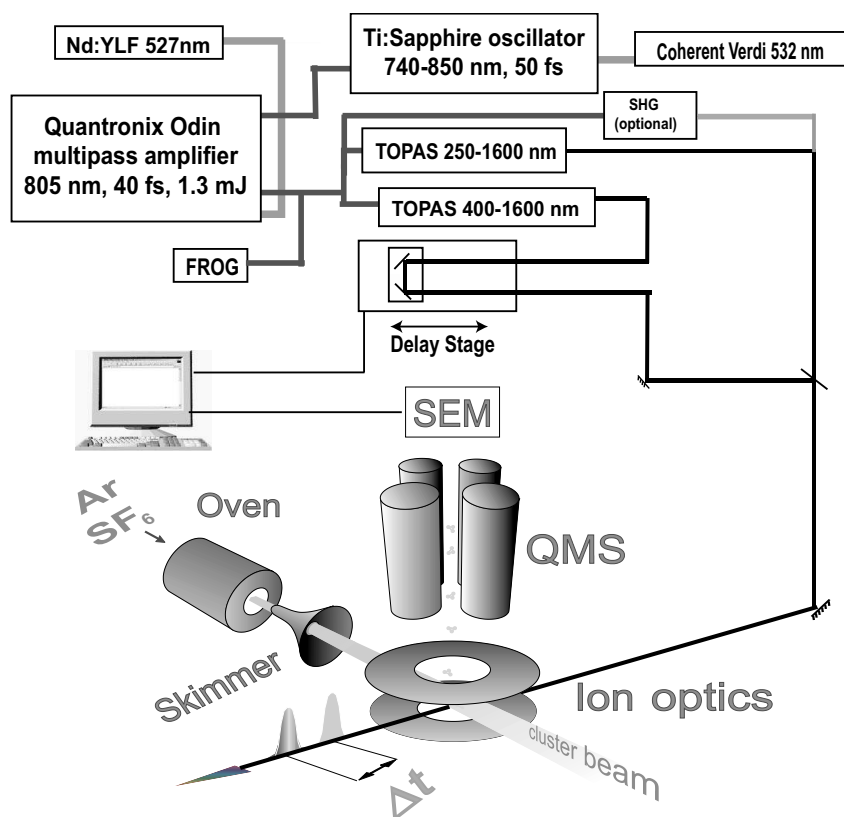 Nd:YLF 527nm
Ti:Sapphire oscillator
740-850 nm, 50 fs
Coherent Verdi 532 nm
Quantronix Odin
multipass amplifier
805 nm, 40 fs, 1.3 mJ
SHG
(optional)
TOPAS 250-1600 nm
TOPAS 400-1600 nm
FROG
Delay Stage
SEM
Ar
SF₆
Oven
QMS
Skimmer
Ion optics
cluster beam
Δt